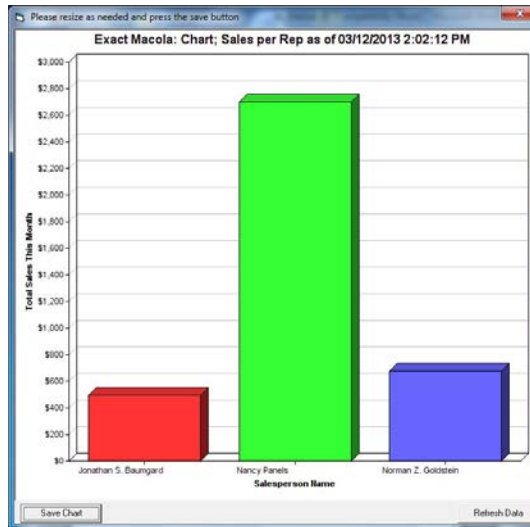 Please resize as needed and press the save button
Exact Macola: Chart; Sales per Rep as of 03/12/2013 2:02:12 PM
$3,000
$2,800
$2,600
$2,400
$2,200
$2,000
$1,800
$1,600
$1,400
$1,200
$1,000
$800
$600
$400
$200
$0
Total Sales This Month
Jonathan S. Baumgard
Nancy Panels
Norman Z. Goldstein
Salesperson Name
Save Chart
Refresh Data